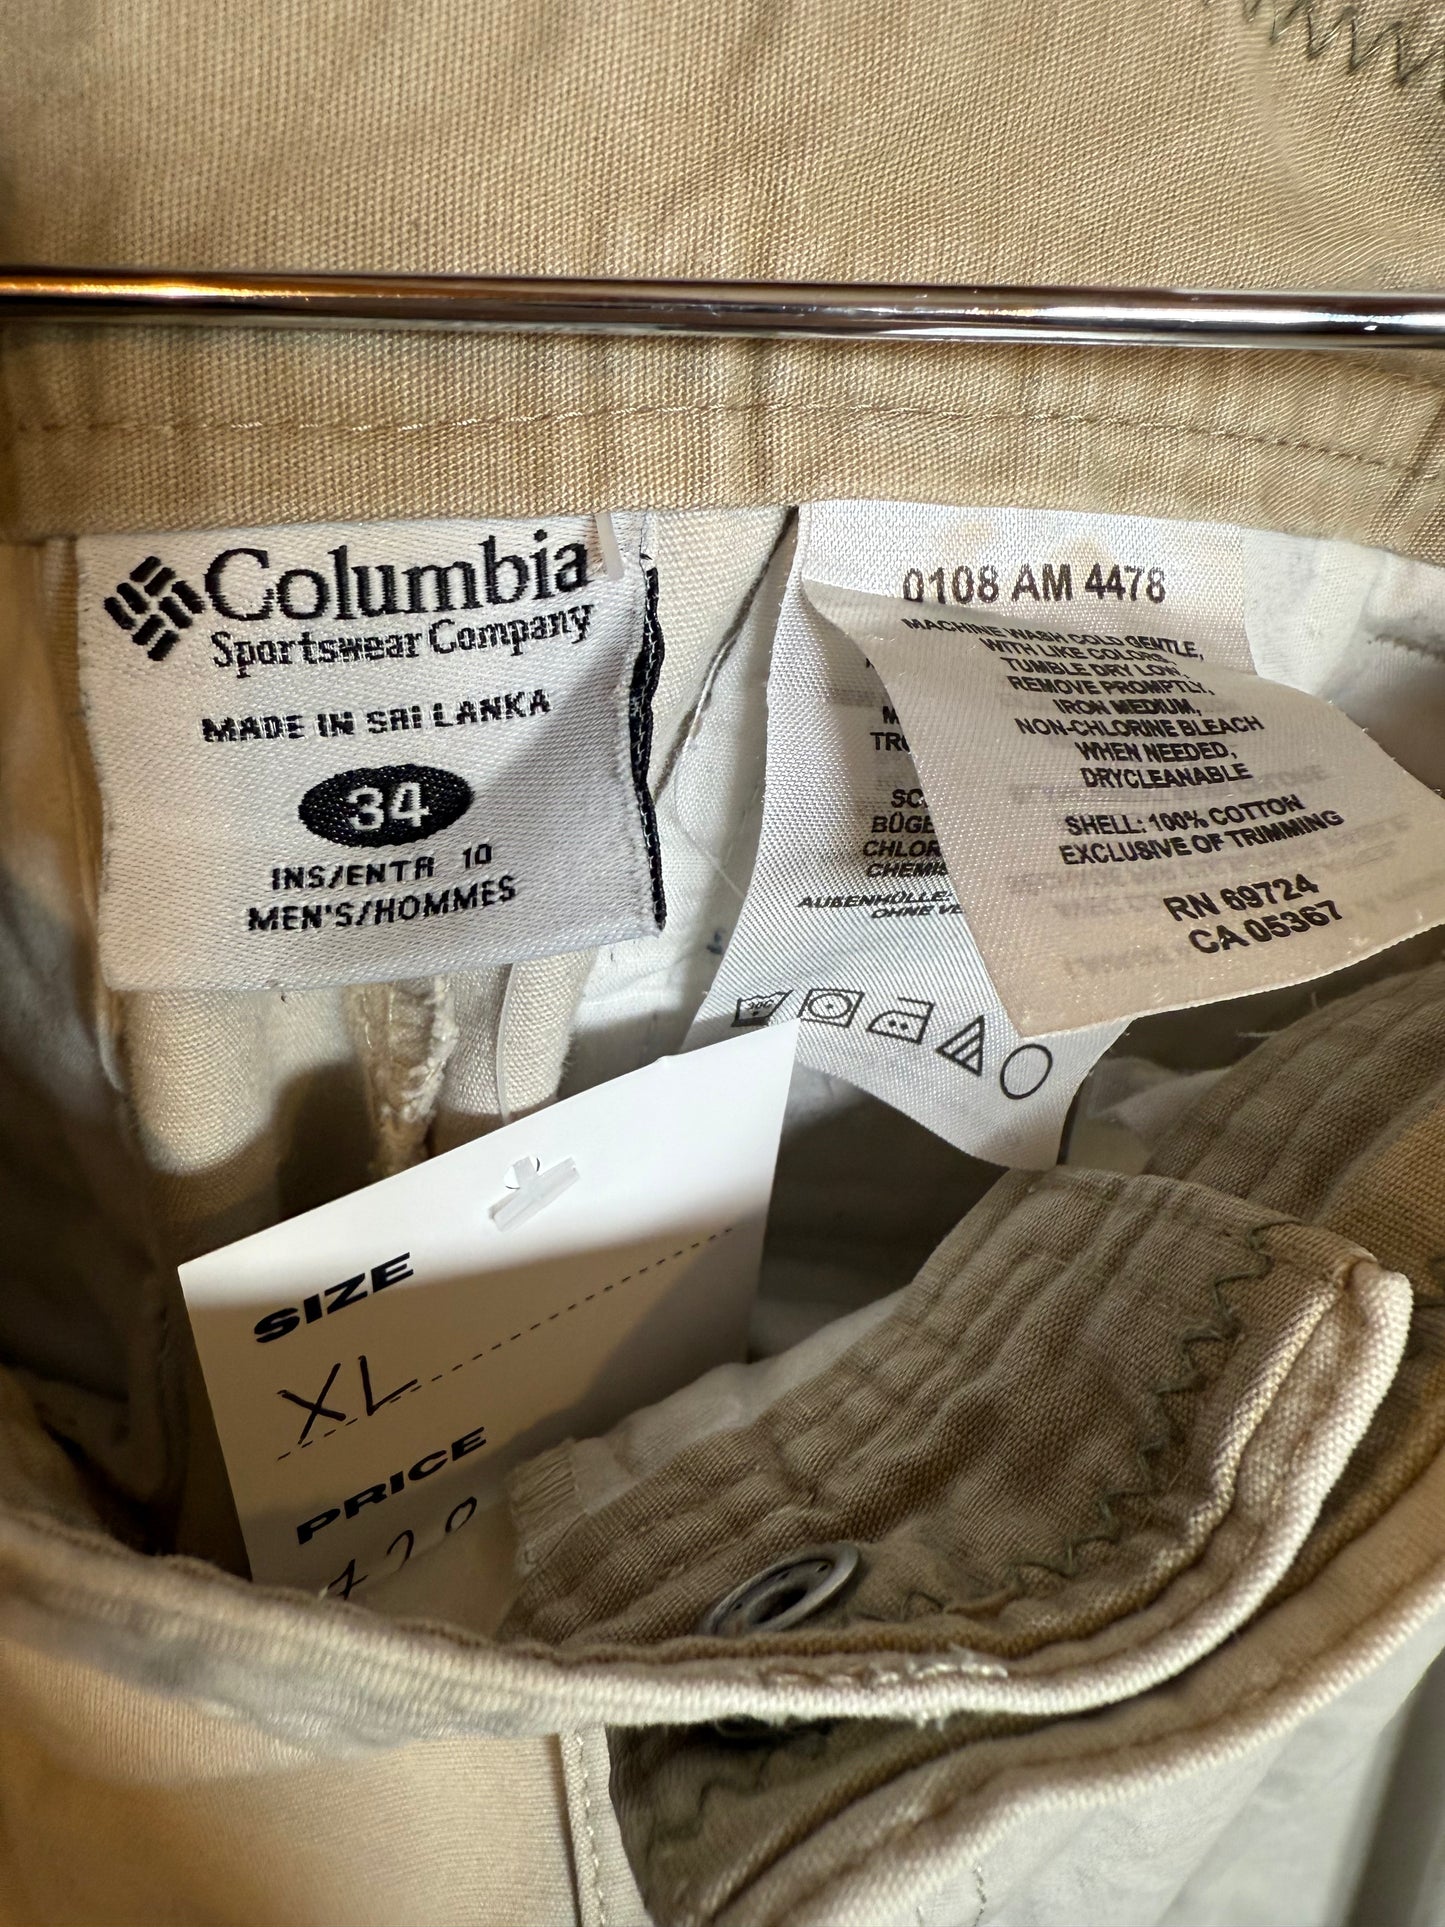 Columbia
Sportswear Company
MADE IN SRI LANKA
34
INS/ENTR 10
MEN'S/HOMMES
0108 AM 4478
MACHINE WASH COLD GENTLE,
WITH LIKE COLORS,
TUMBLE DRY LOW,
REMOVE PROMPTLY,
IRON MEDIUM,
NON-CHLORINE BLEACH
WHEN NEEDED,
DRYCLEANABLE
SHELL: 100% COTTON
EXCLUSIVE OF TRIMMING
RN 69724
CA 05367
AUßENHÜLLE:
30C
SIZE
XL
PRICE